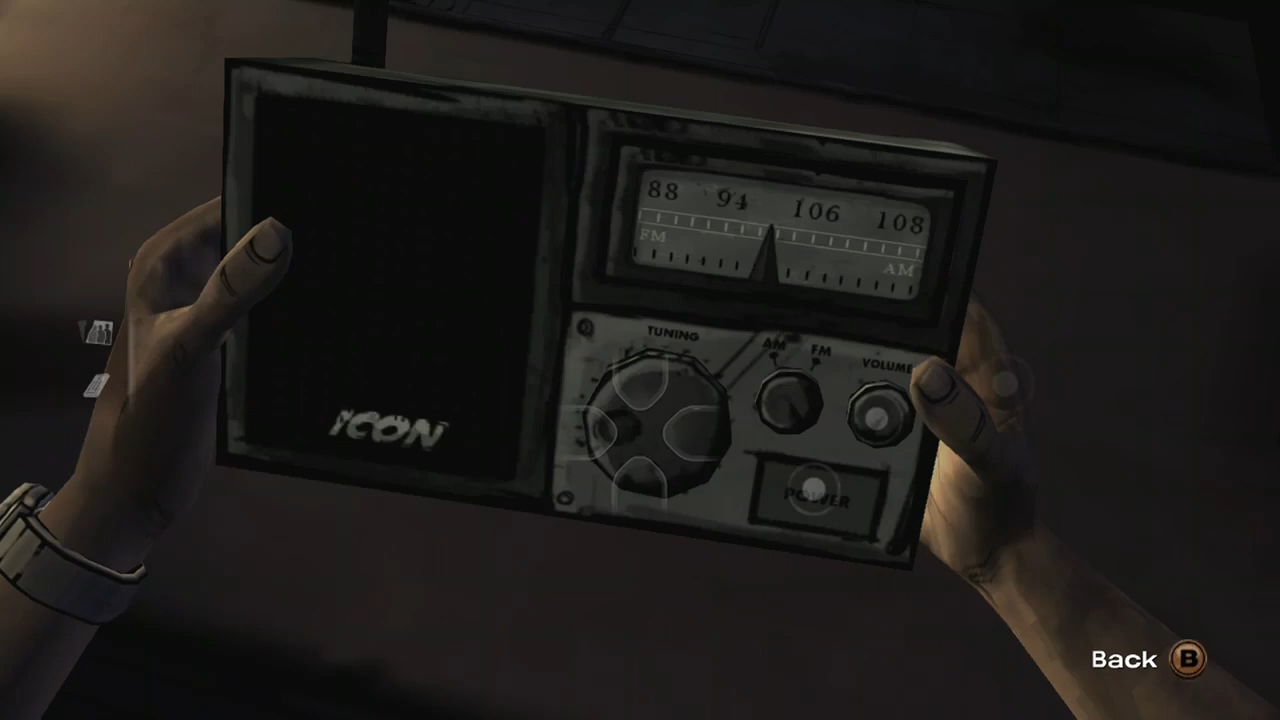 88 94 106 108
FM
AM
TUNING
AM FM
VOLUME
ICON
POWER
Back B